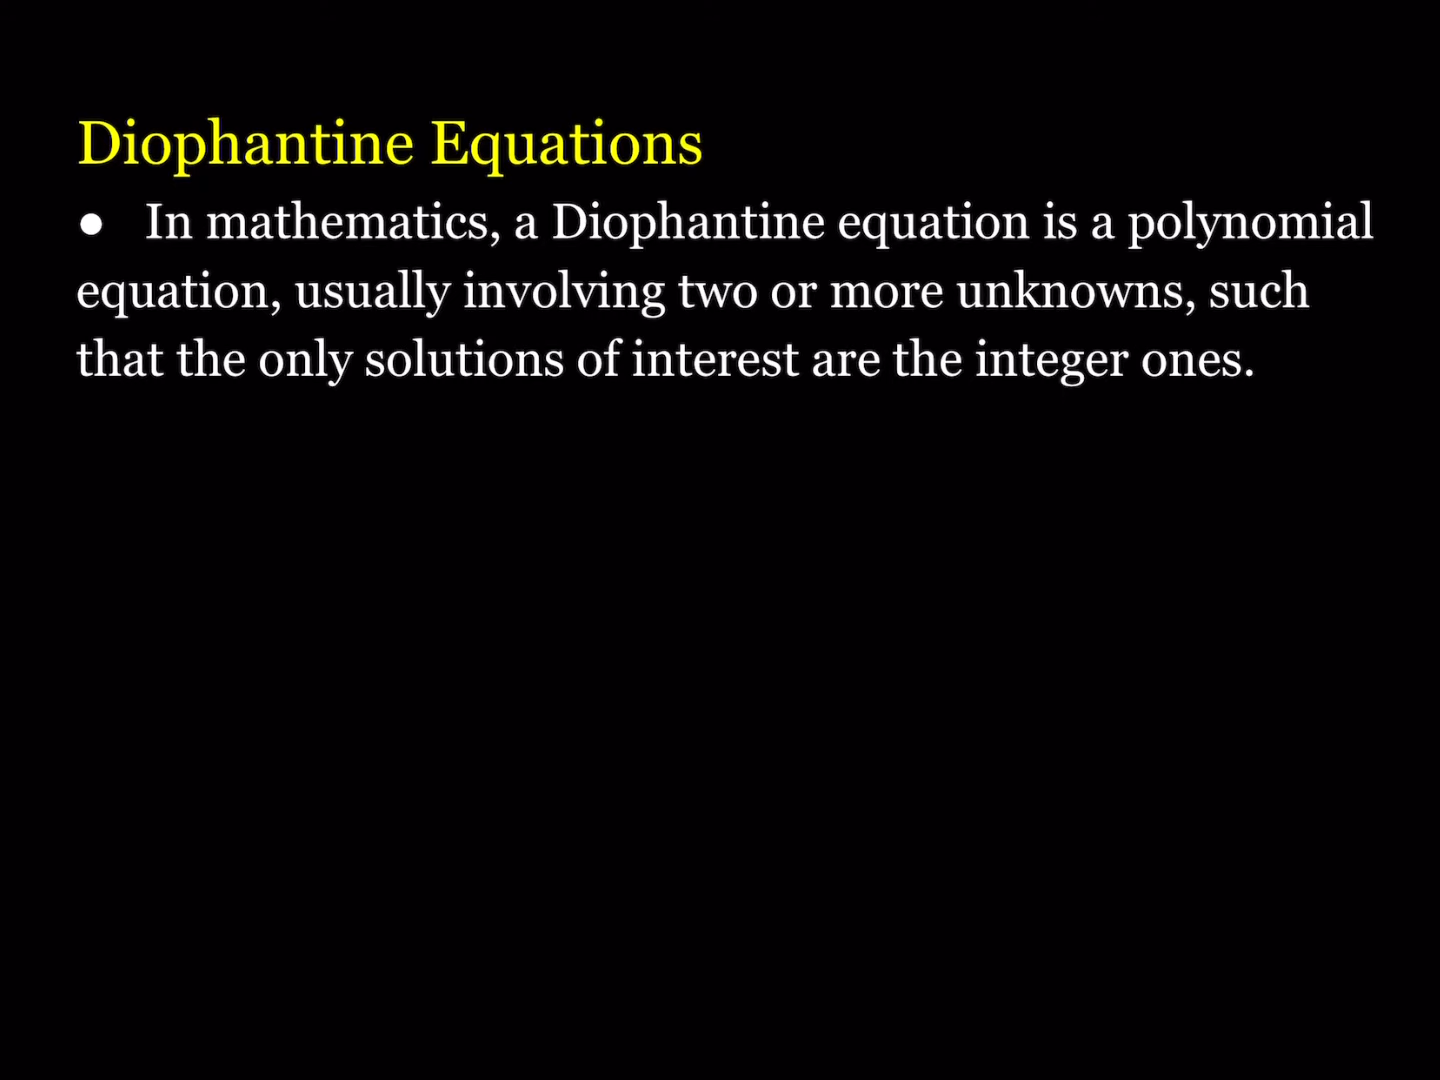 Diophantine Equations
● In mathematics, a Diophantine equation is a polynomial
equation, usually involving two or more unknowns, such
that the only solutions of interest are the integer ones.